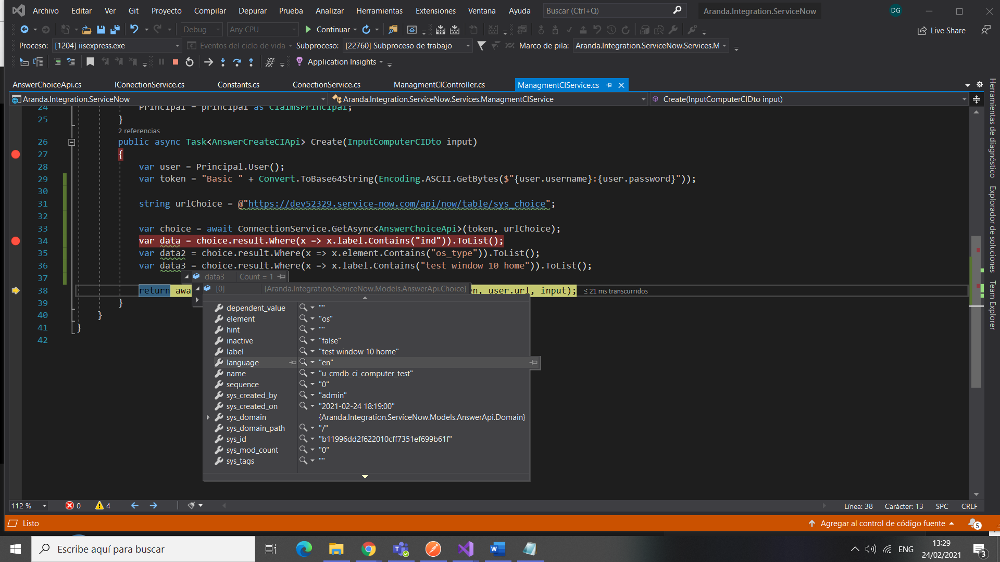 Archivo Editar Ver Git Proyecto Compilar Depurar Prueba Analizar Herramientas Extensiones Ventana Ayuda Buscar (Ctrl+Q) Aranda.Integration.ServiceNow DG
Debug Any CPU Continuar Live Share
Proceso: [1204] iisexpress.exe Eventos del ciclo de vida Subproceso: [22760] Subproceso de trabajo Marco de pila: Aranda.Integration.ServiceNow.Services.M
Application Insights
AnswerChoiceApi.cs IConectionService.cs Constants.cs ConectionService.cs ManagmentCIController.cs ManagmentCIService.cs
Aranda.Integration.ServiceNow Aranda.Integration.ServiceNow.Services.ManagmentCIService Create(InputComputerCIDto input)
24 Principal = principal as ClaimsPrincipal;
25 }
2 referencias
26 public async Task<AnswerCreateCIApi> Create(InputComputerCIDto input)
27 {
28 var user = Principal.User();
29 var token = "Basic " + Convert.ToBase64String(Encoding.ASCII.GetBytes($"{user.username}:{user.password}"));
30
31 string urlChoice = @"https://dev52329.service-now.com/api/now/table/sys_choice";
32
33 var choice = await ConnectionService.GetAsync<AnswerChoiceApi>(token, urlChoice);
34 var data = choice.result.Where(x => x.label.Contains("ind")).ToList();
35 var data2 = choice.result.Where(x => x.element.Contains("os_type")).ToList();
36 var data3 = choice.result.Where(x => x.label.Contains("test window 10 home")).ToList();
37 data3 Count = 1
38 return awa [0] {Aranda.Integration.ServiceNow.Models.AnswerApi.Choice} en, user.url, input); ≤ 21 ms transcurridos
39 }
40 }
41 }
42
dependent_value ""
element "os"
hint ""
inactive "false"
label "test window 10 home"
language "en"
name "u_cmdb_ci_computer_test"
sequence "0"
sys_created_by "admin"
sys_created_on "2021-02-24 18:19:00"
sys_domain {Aranda.Integration.ServiceNow.Models.AnswerApi.Domain}
sys_domain_path "/"
sys_id "b11996dd2f622010cff7351ef699b61f"
sys_mod_count "0"
sys_tags ""
Herramientas de diagnóstico
Explorador de soluciones
Team Explorer
112 % 0 4 Línea: 38 Carácter: 13 SPC CRLF
Listo Agregar al control de código fuente 5
Escribe aquí para buscar ENG 13:29
24/02/2021 3